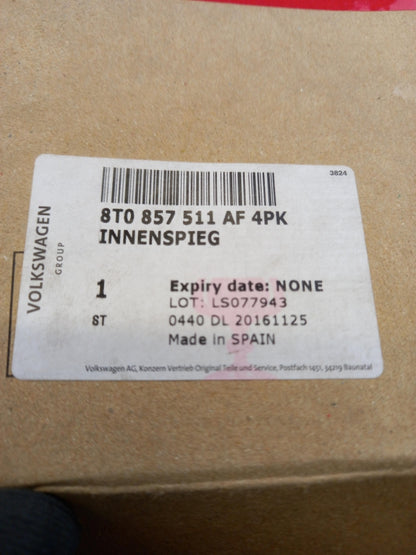 3824
8T0 857 511 AF 4PK
INNENSPIEG
VOLKSWAGEN
GROUP
1 Expiry date: NONE
LOT: LS077943
8T 0440 DL 20161125
Made in SPAIN
Volkswagen AG, Konzern Vertrieb Original Teile und Service, Postfach 1451, 34219 Baunatal